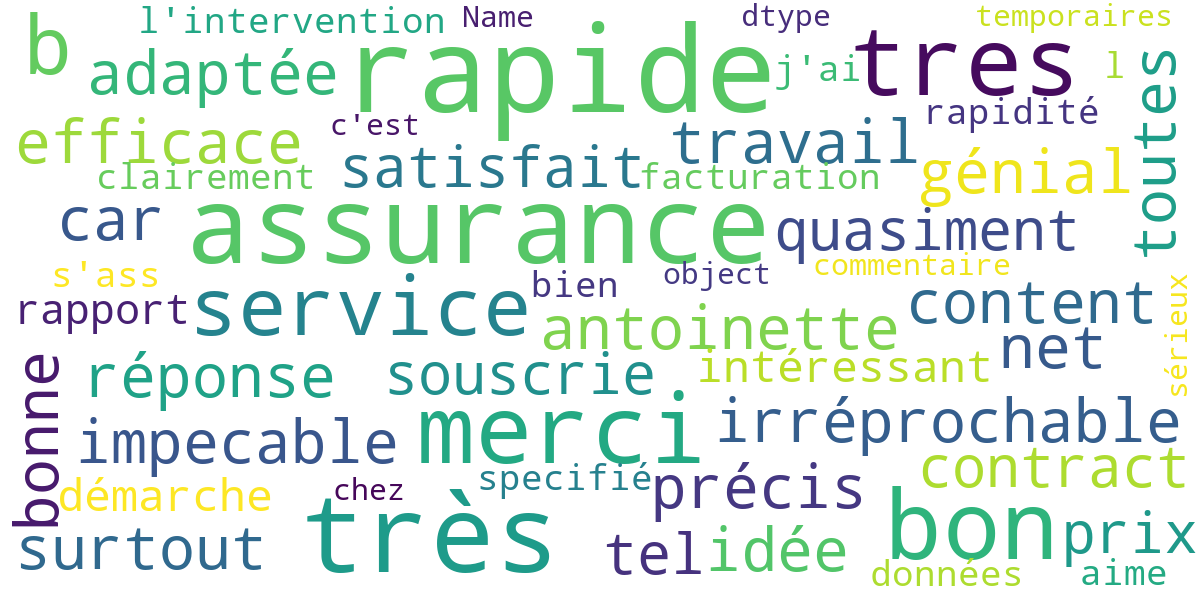 l'intervention Name dtype temporaires
b adaptée rapide j'ai tres l
efficace c'est travail rapidité toutes
clairement satisfait facturation génial
car assurance quasiment
s'ass bien object commentaire
rapport service antoinette content sérieux
bonne réponse souscrie intéressant net
impecable merci irréprochable
démarche chez specifié précis contract
surtout très tel idée bon prix
données aime